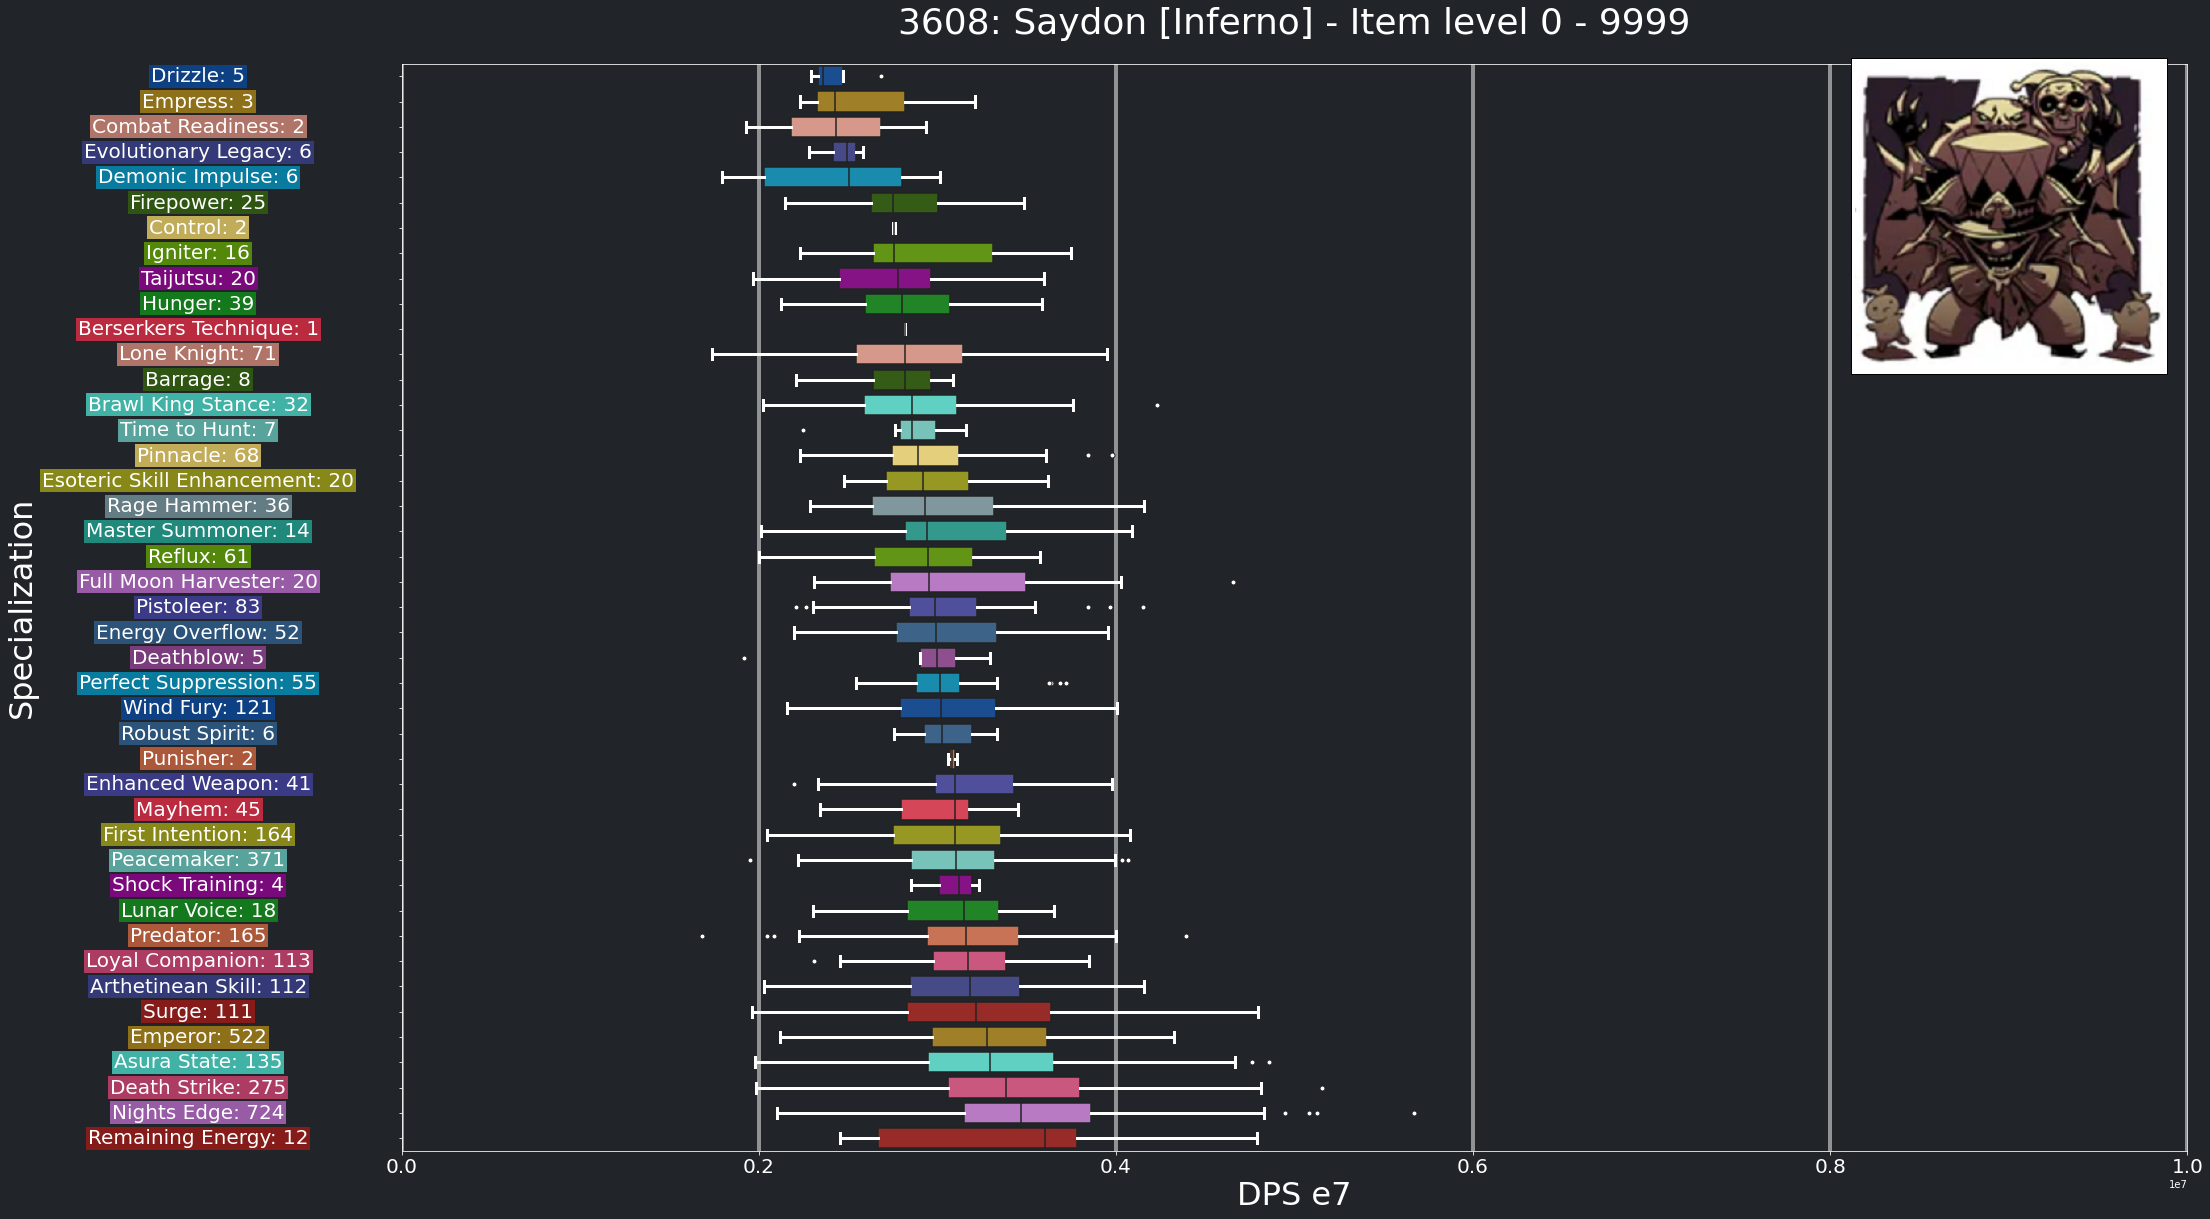 3608: Saydon [Inferno] - Item level 0 - 9999
Drizzle: 5
Empress: 3
Combat Readiness: 2
Evolutionary Legacy: 6
Demonic Impulse: 6
Firepower: 25
Control: 2
Igniter: 16
Taijutsu: 20
Hunger: 39
Berserkers Technique: 1
Lone Knight: 71
Barrage: 8
Brawl King Stance: 32
Time to Hunt: 7
Pinnacle: 68
Esoteric Skill Enhancement: 20
Rage Hammer: 36
Master Summoner: 14
Reflux: 61
Full Moon Harvester: 20
Pistoleer: 83
Energy Overflow: 52
Deathblow: 5
Perfect Suppression: 55
Wind Fury: 121
Robust Spirit: 6
Punisher: 2
Enhanced Weapon: 41
Mayhem: 45
First Intention: 164
Peacemaker: 371
Shock Training: 4
Lunar Voice: 18
Predator: 165
Loyal Companion: 113
Arthetinean Skill: 112
Surge: 111
Emperor: 522
Asura State: 135
Death Strike: 275
Nights Edge: 724
Remaining Energy: 12
Specialization
0.0 0.2 0.4 0.6 0.8 1.0
1e7
DPS e7